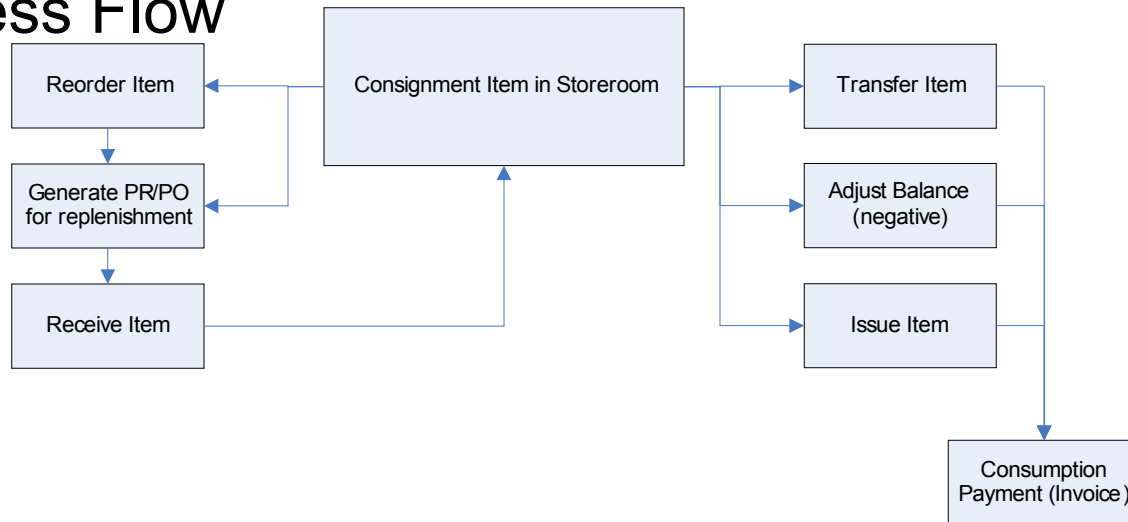 ess Flow
Reorder Item
Consignment Item in Storeroom
Transfer Item
Generate PR/PO
for replenishment
Adjust Balance
(negative)
Receive Item
Issue Item
Consumption
Payment (Invoice)